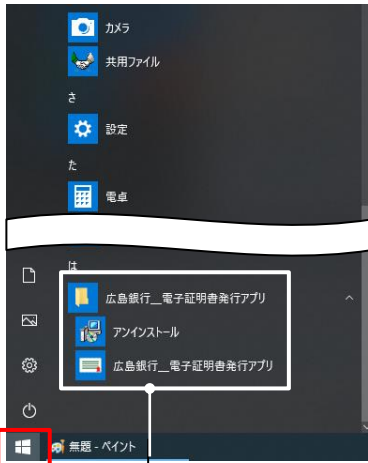 カメラ
共用ファイル
さ
設定
た
電卓
は
広島銀行__電子証明書発行アプリ
アンインストール
広島銀行__電子証明書発行アプリ
無題 - ペイント